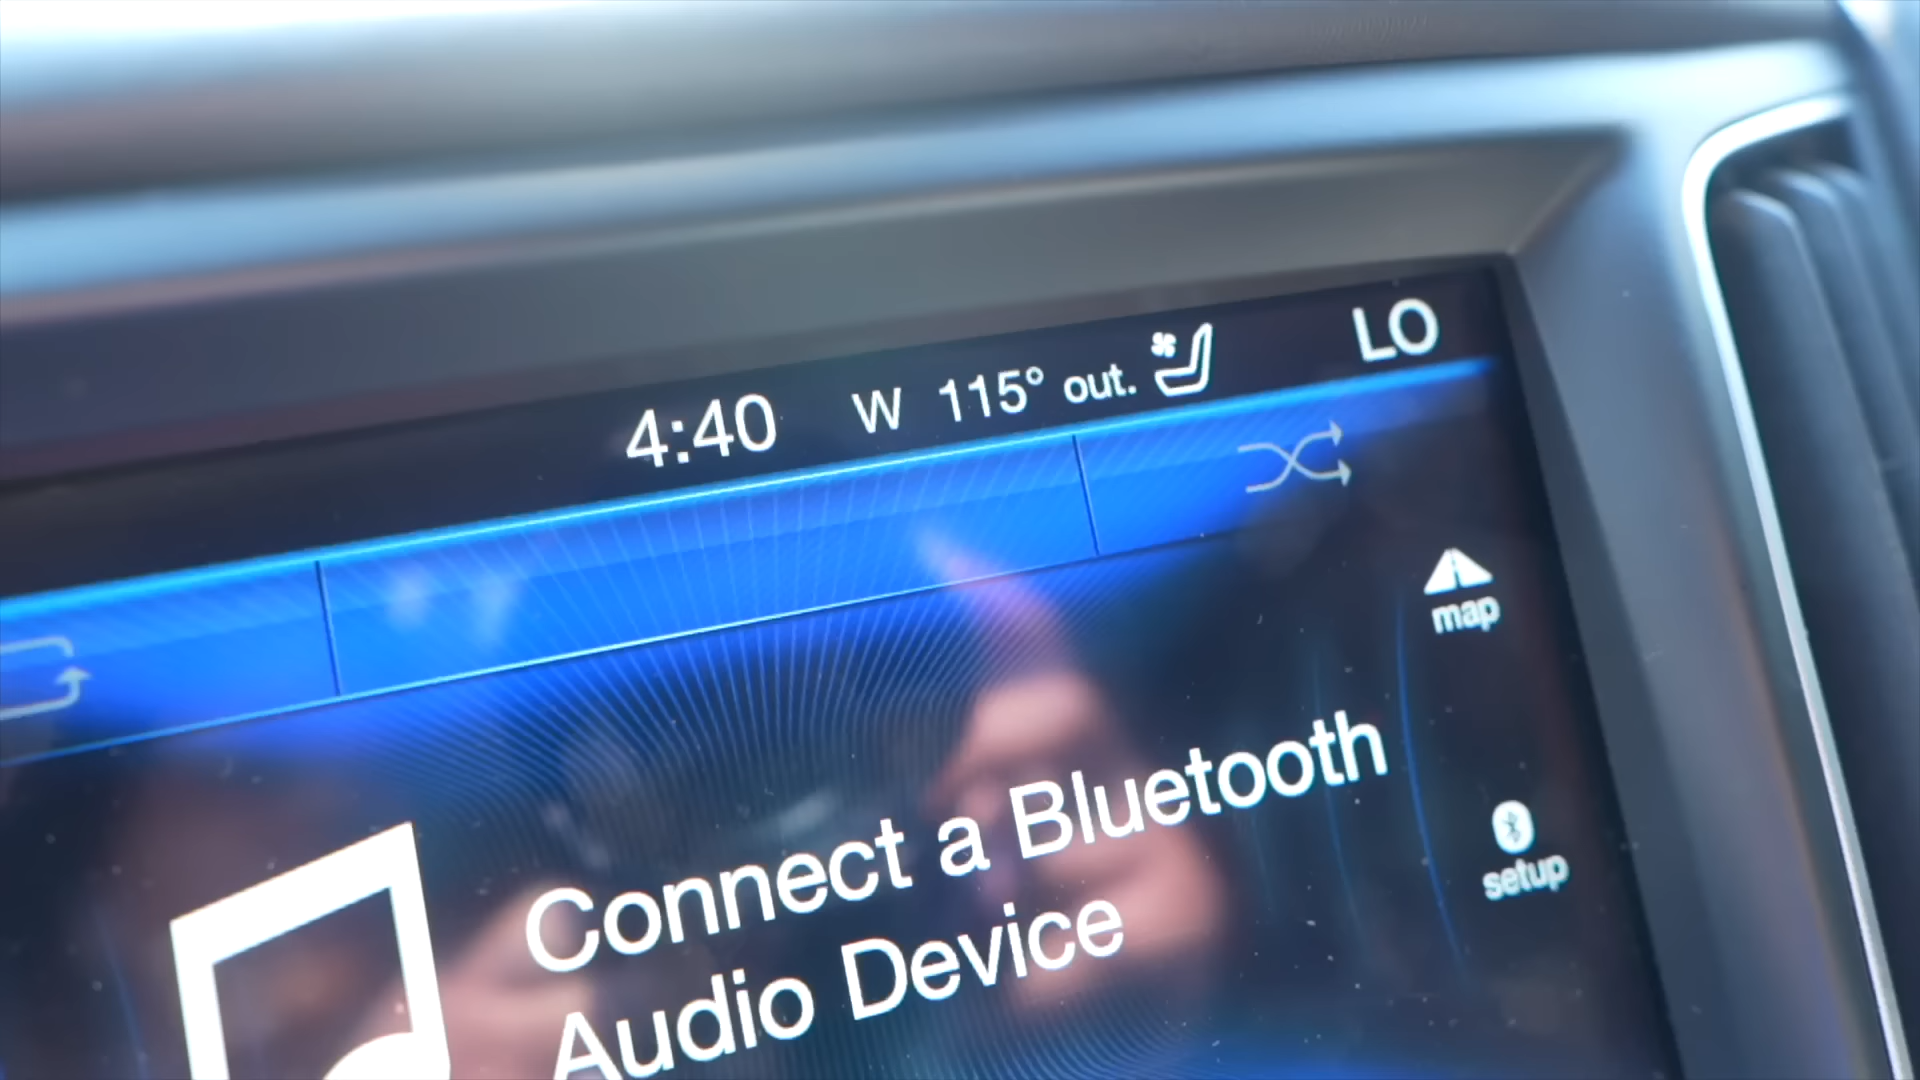 4:40 W 115° out. LO
map
Connect a Bluetooth
Audio Device
setup